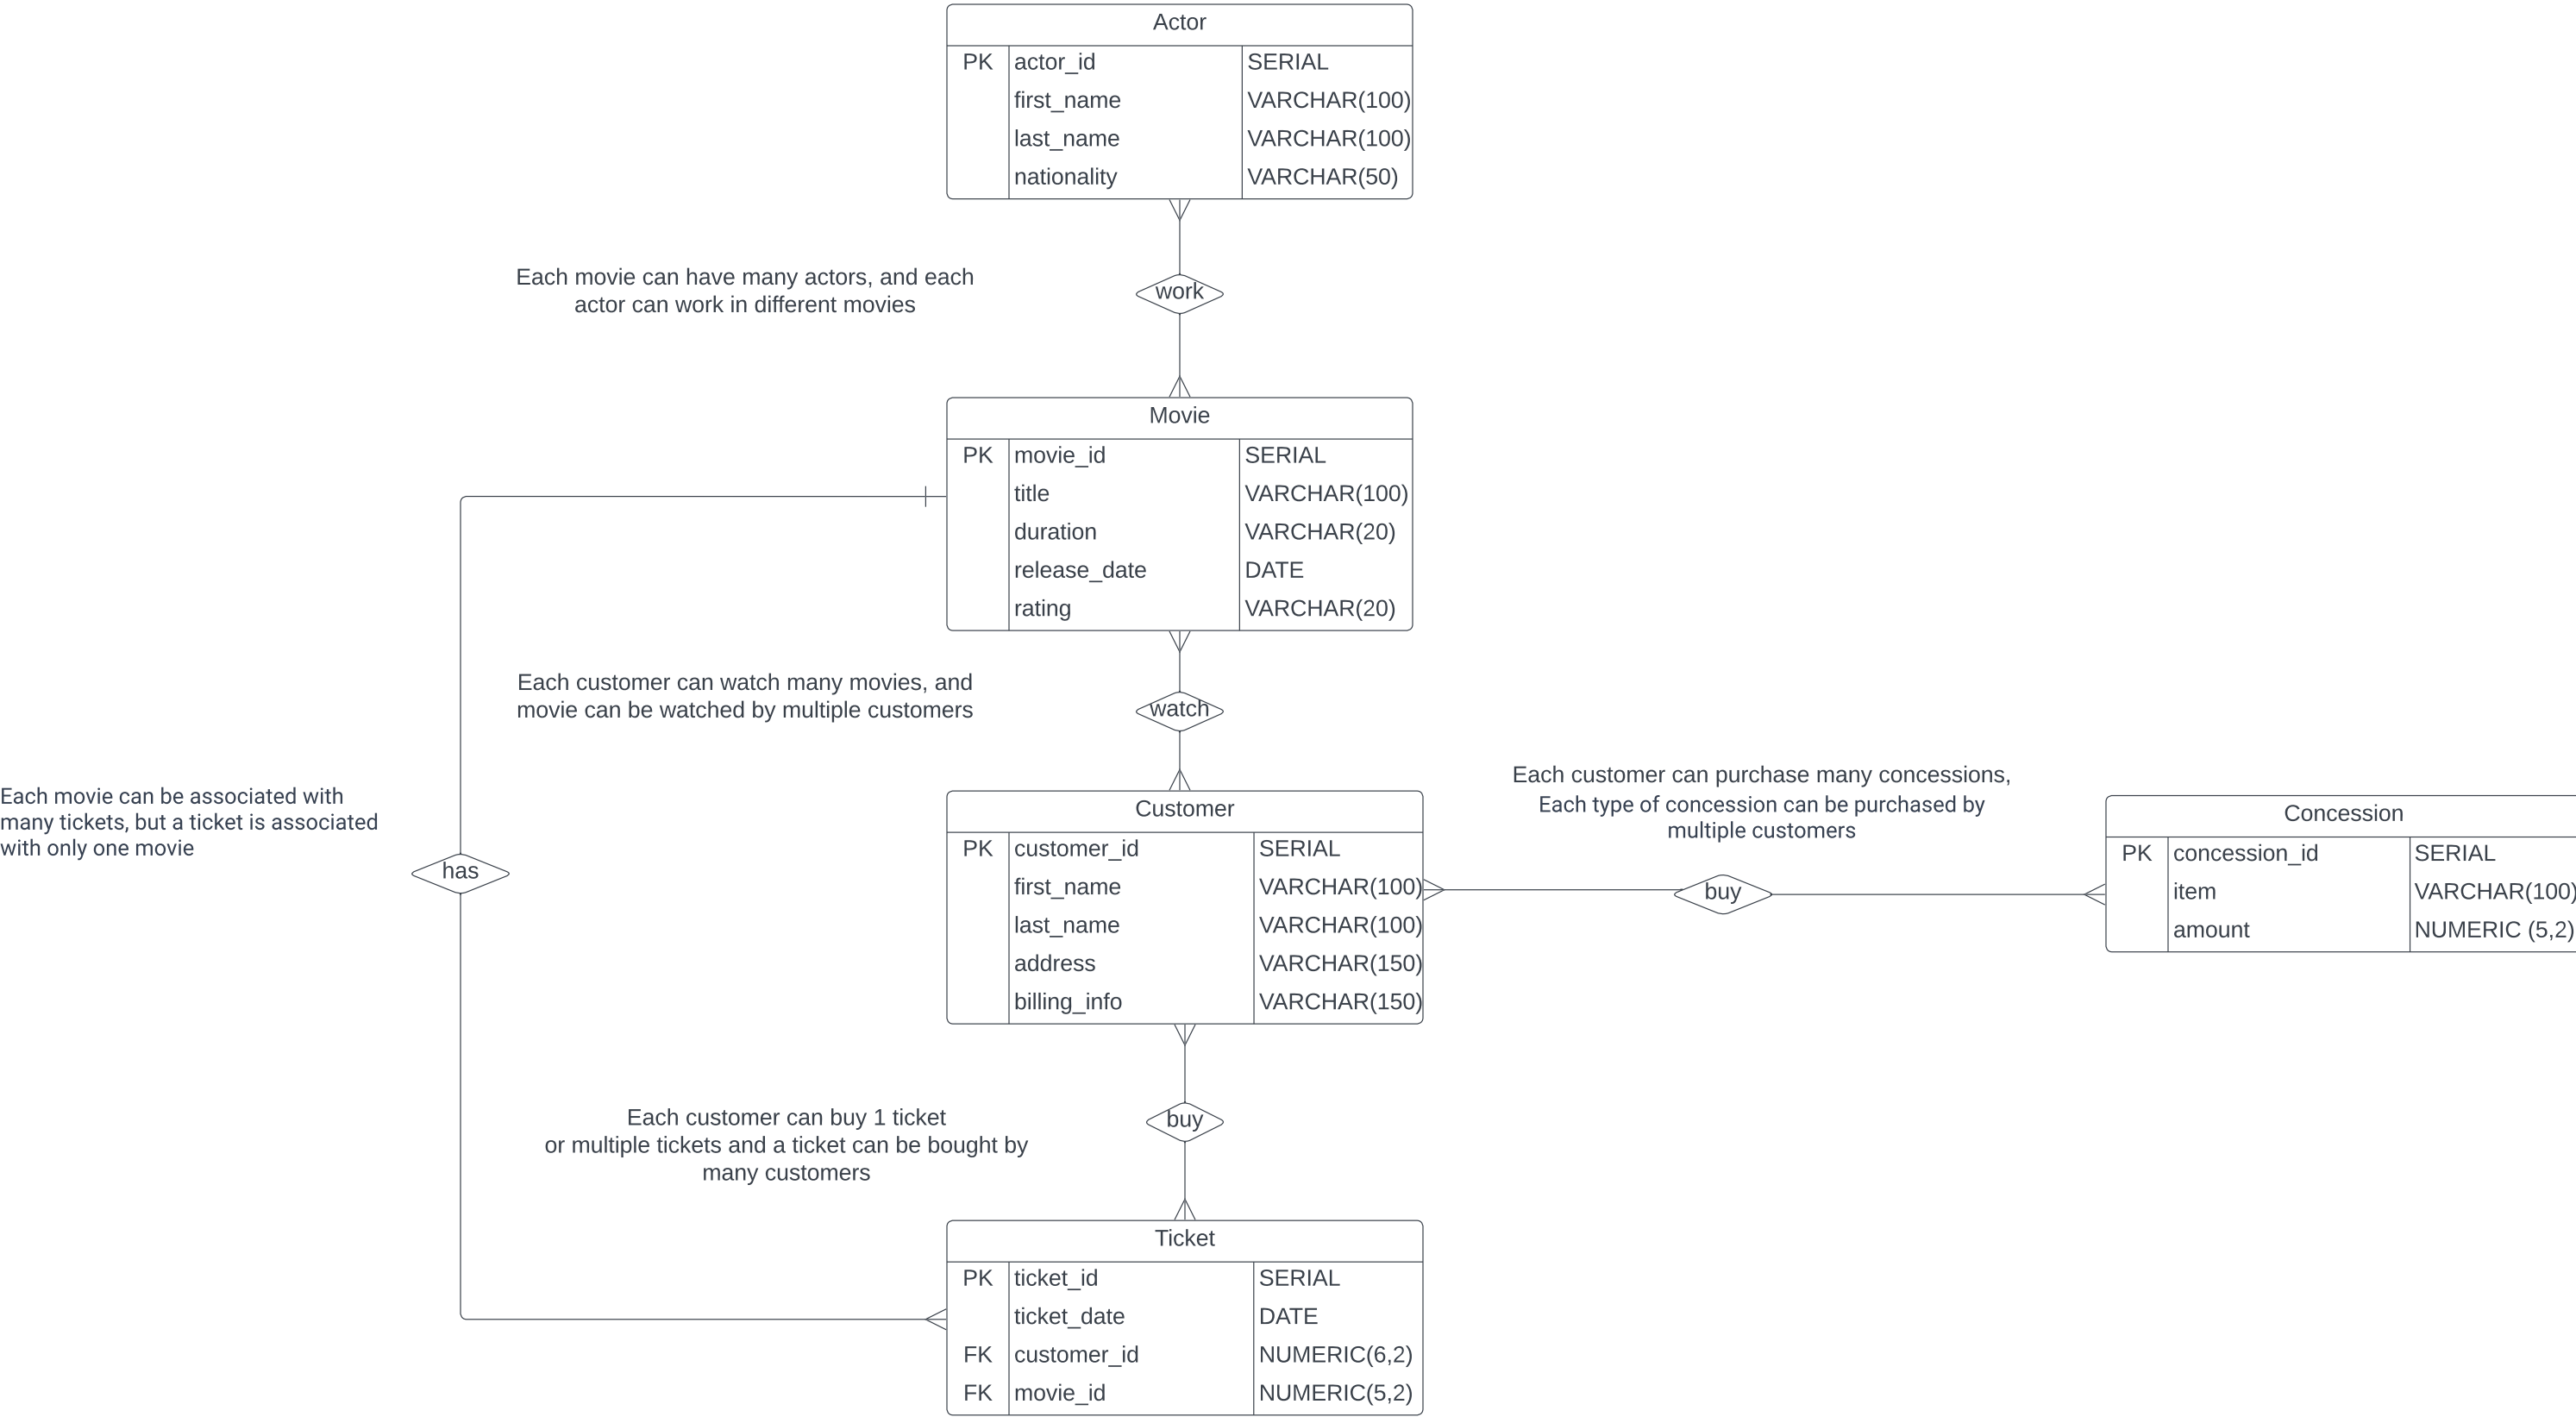 Actor
PK actor_id SERIAL
first_name VARCHAR(100)
last_name VARCHAR(100)
nationality VARCHAR(50)
Each movie can have many actors, and each
actor can work in different movies
work
Movie
PK movie_id SERIAL
title VARCHAR(100)
duration VARCHAR(20)
release_date DATE
rating VARCHAR(20)
Each customer can watch many movies, and
movie can be watched by multiple customers
watch
Each movie can be associated with
many tickets, but a ticket is associated
with only one movie
has
Customer
PK customer_id SERIAL
first_name VARCHAR(100)
last_name VARCHAR(100)
address VARCHAR(150)
billing_info VARCHAR(150)
Each customer can purchase many concessions,
Each type of concession can be purchased by
multiple customers
buy
Concession
PK concession_id SERIAL
item VARCHAR(100)
amount NUMERIC (5,2)
Each customer can buy 1 ticket
or multiple tickets and a ticket can be bought by
many customers
buy
Ticket
PK ticket_id SERIAL
ticket_date DATE
FK customer_id NUMERIC(6,2)
FK movie_id NUMERIC(5,2)